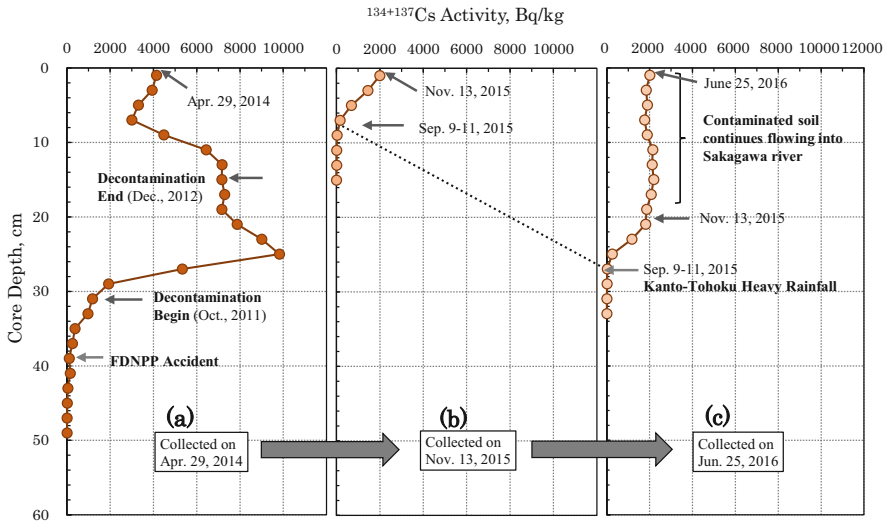 ¹³⁴⁺¹³⁷Cs Activity, Bq/kg
0 2000 4000 6000 8000 10000
0 2000 4000 6000 8000 10000
0 2000 4000 6000 8000 10000 12000
Core Depth, cm
0
10
20
30
40
50
60
Apr. 29, 2014
Decontamination
End (Dec., 2012)
Decontamination
Begin (Oct., 2011)
FDNPP Accident
(a)
Collected on
Apr. 29, 2014
Nov. 13, 2015
Sep. 9-11, 2015
(b)
Collected on
Nov. 13, 2015
June 25, 2016
Contaminated soil
continues flowing into
Sakagawa river
Nov. 13, 2015
Sep. 9-11, 2015
Kanto-Tohoku Heavy Rainfall
(c)
Collected on
Jun. 25, 2016